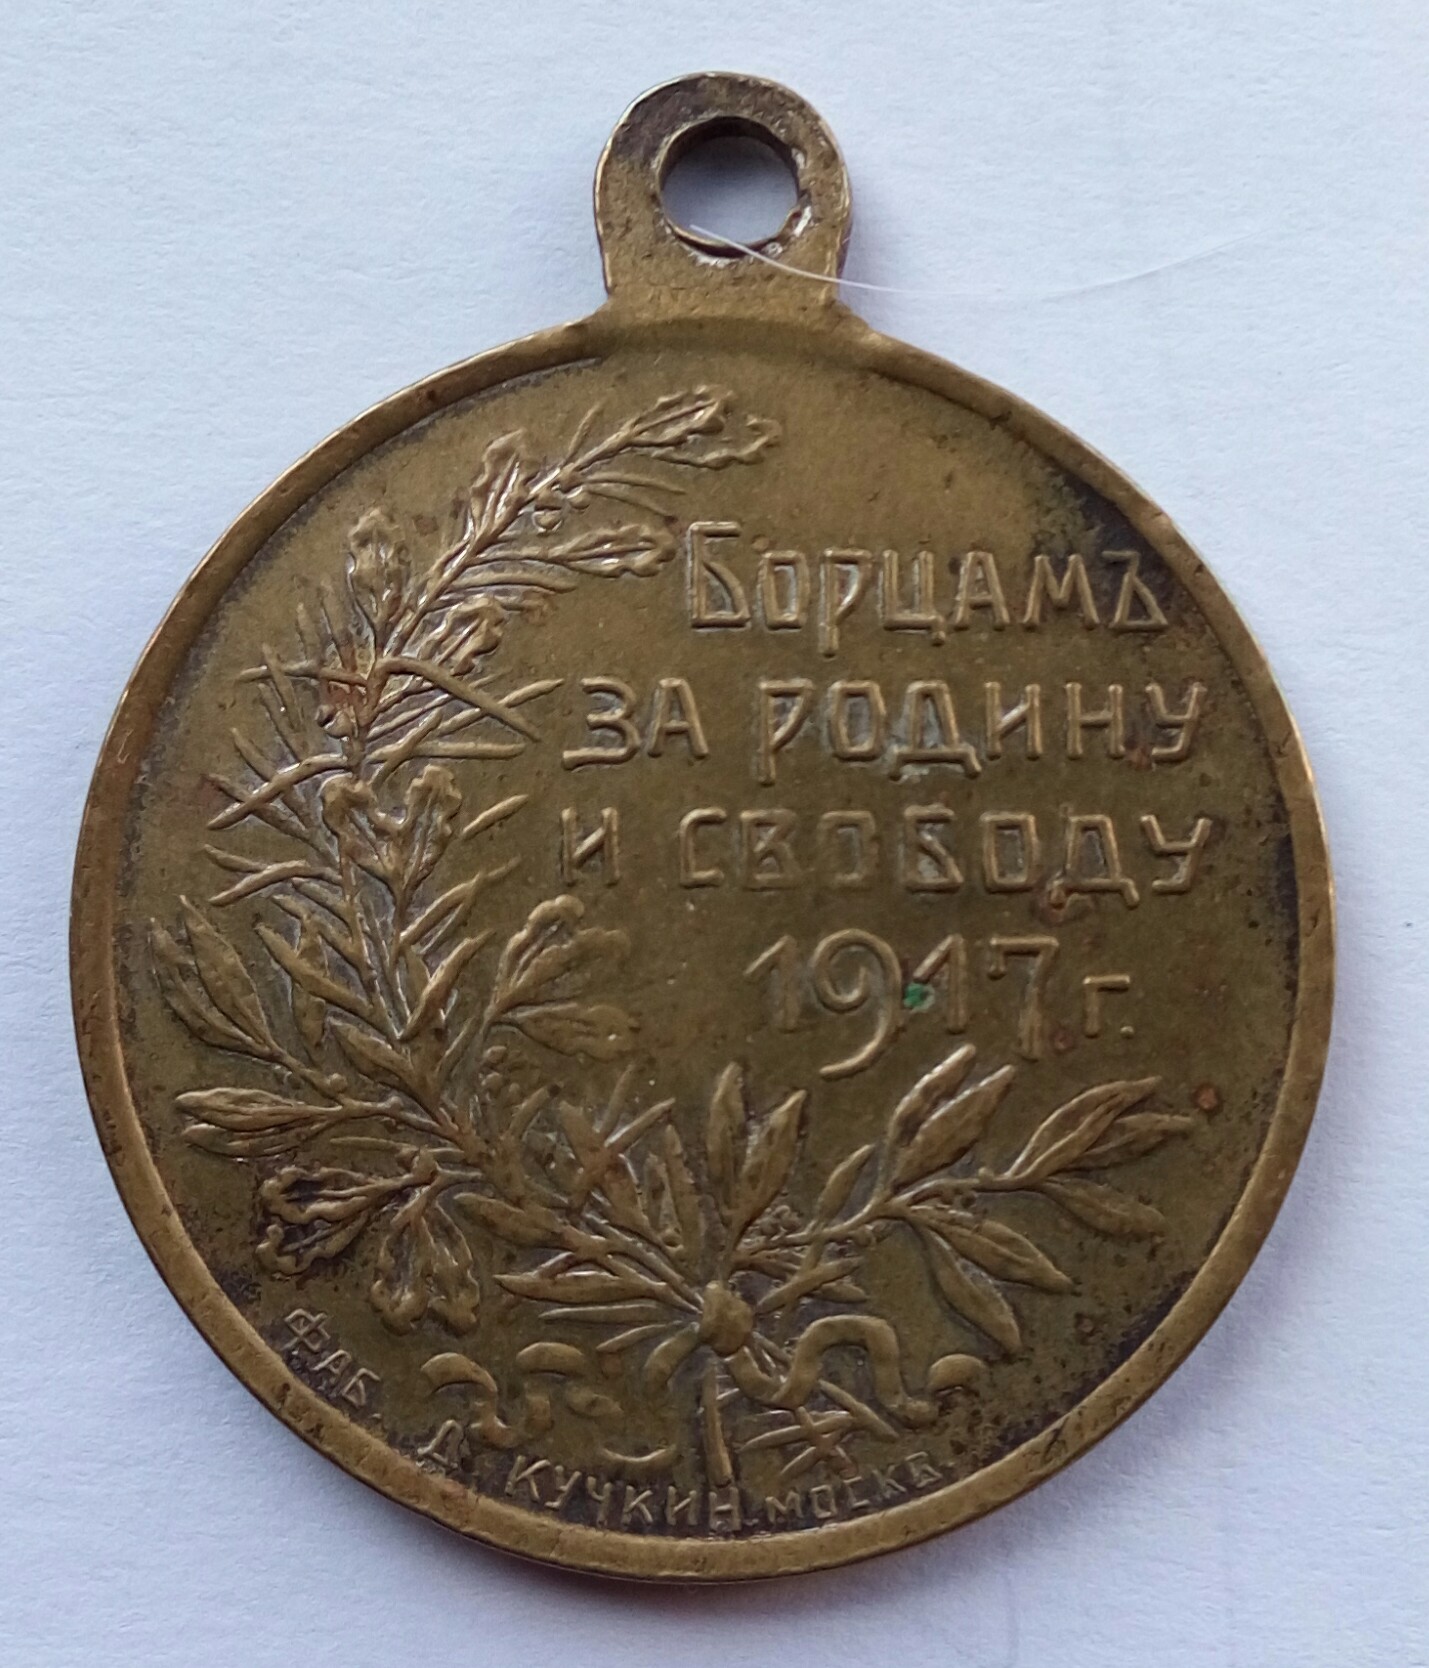 Борцамъ
за родину
и свободу
1917 г.
Фаб. Д. Кучкин. Москв.